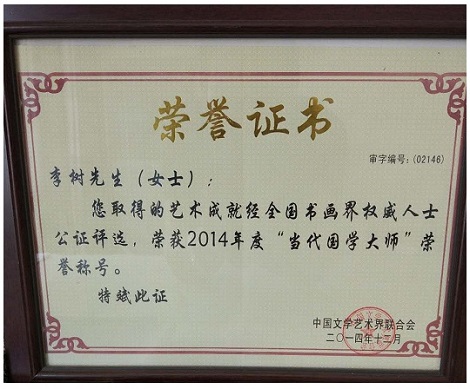 荣誉证书
审字编号:(02146)
李树先生（女士）:
您取得的艺术成就经全国书画界权威人士
公证评选，荣获2014年度“当代国学大师”荣
誉称号。
特斌此证
中国文学艺术界联合会
二〇一四年十二月